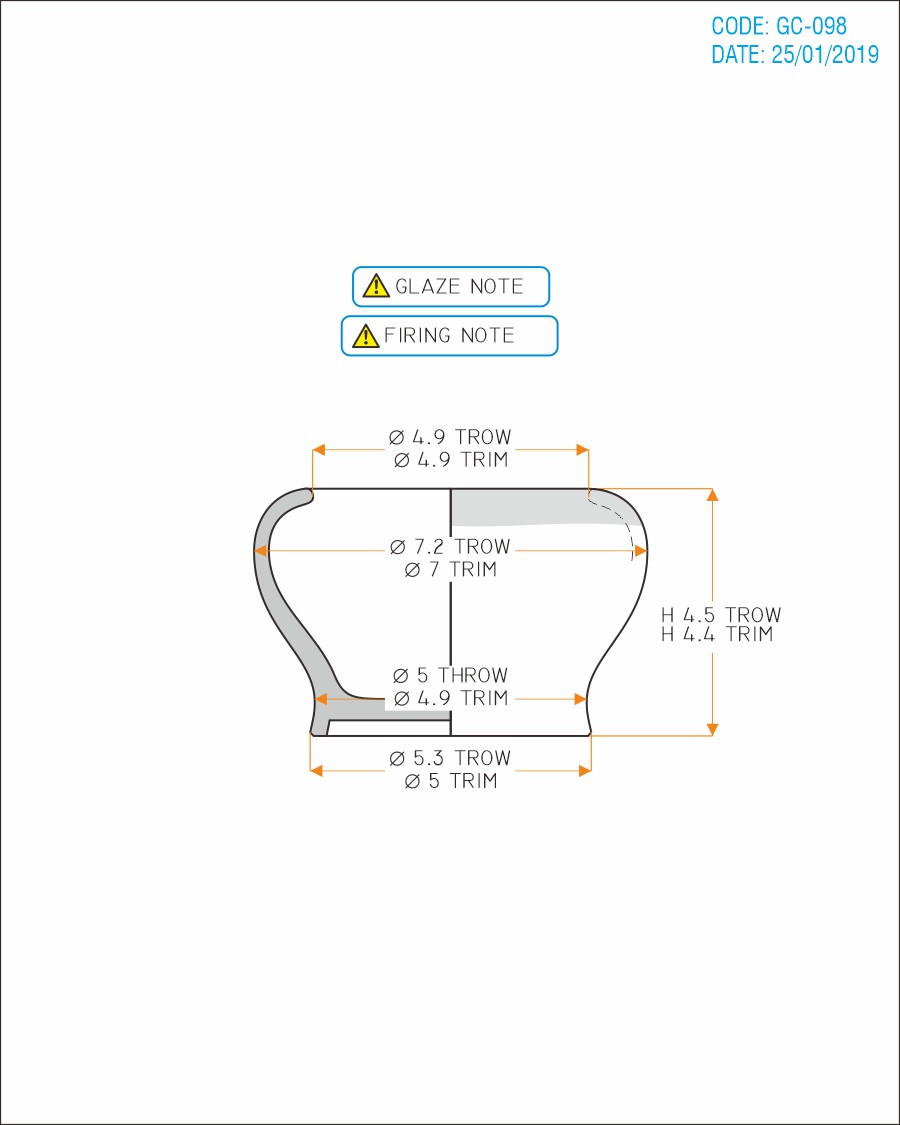 CODE: GC-098
DATE: 25/01/2019
GLAZE NOTE
FIRING NOTE
Ø 4.9 TROW
Ø 4.9 TRIM
Ø 7.2 TROW
Ø 7 TRIM
H 4.5 TROW
H 4.4 TRIM
Ø 5 THROW
Ø 4.9 TRIM
Ø 5.3 TROW
Ø 5 TRIM